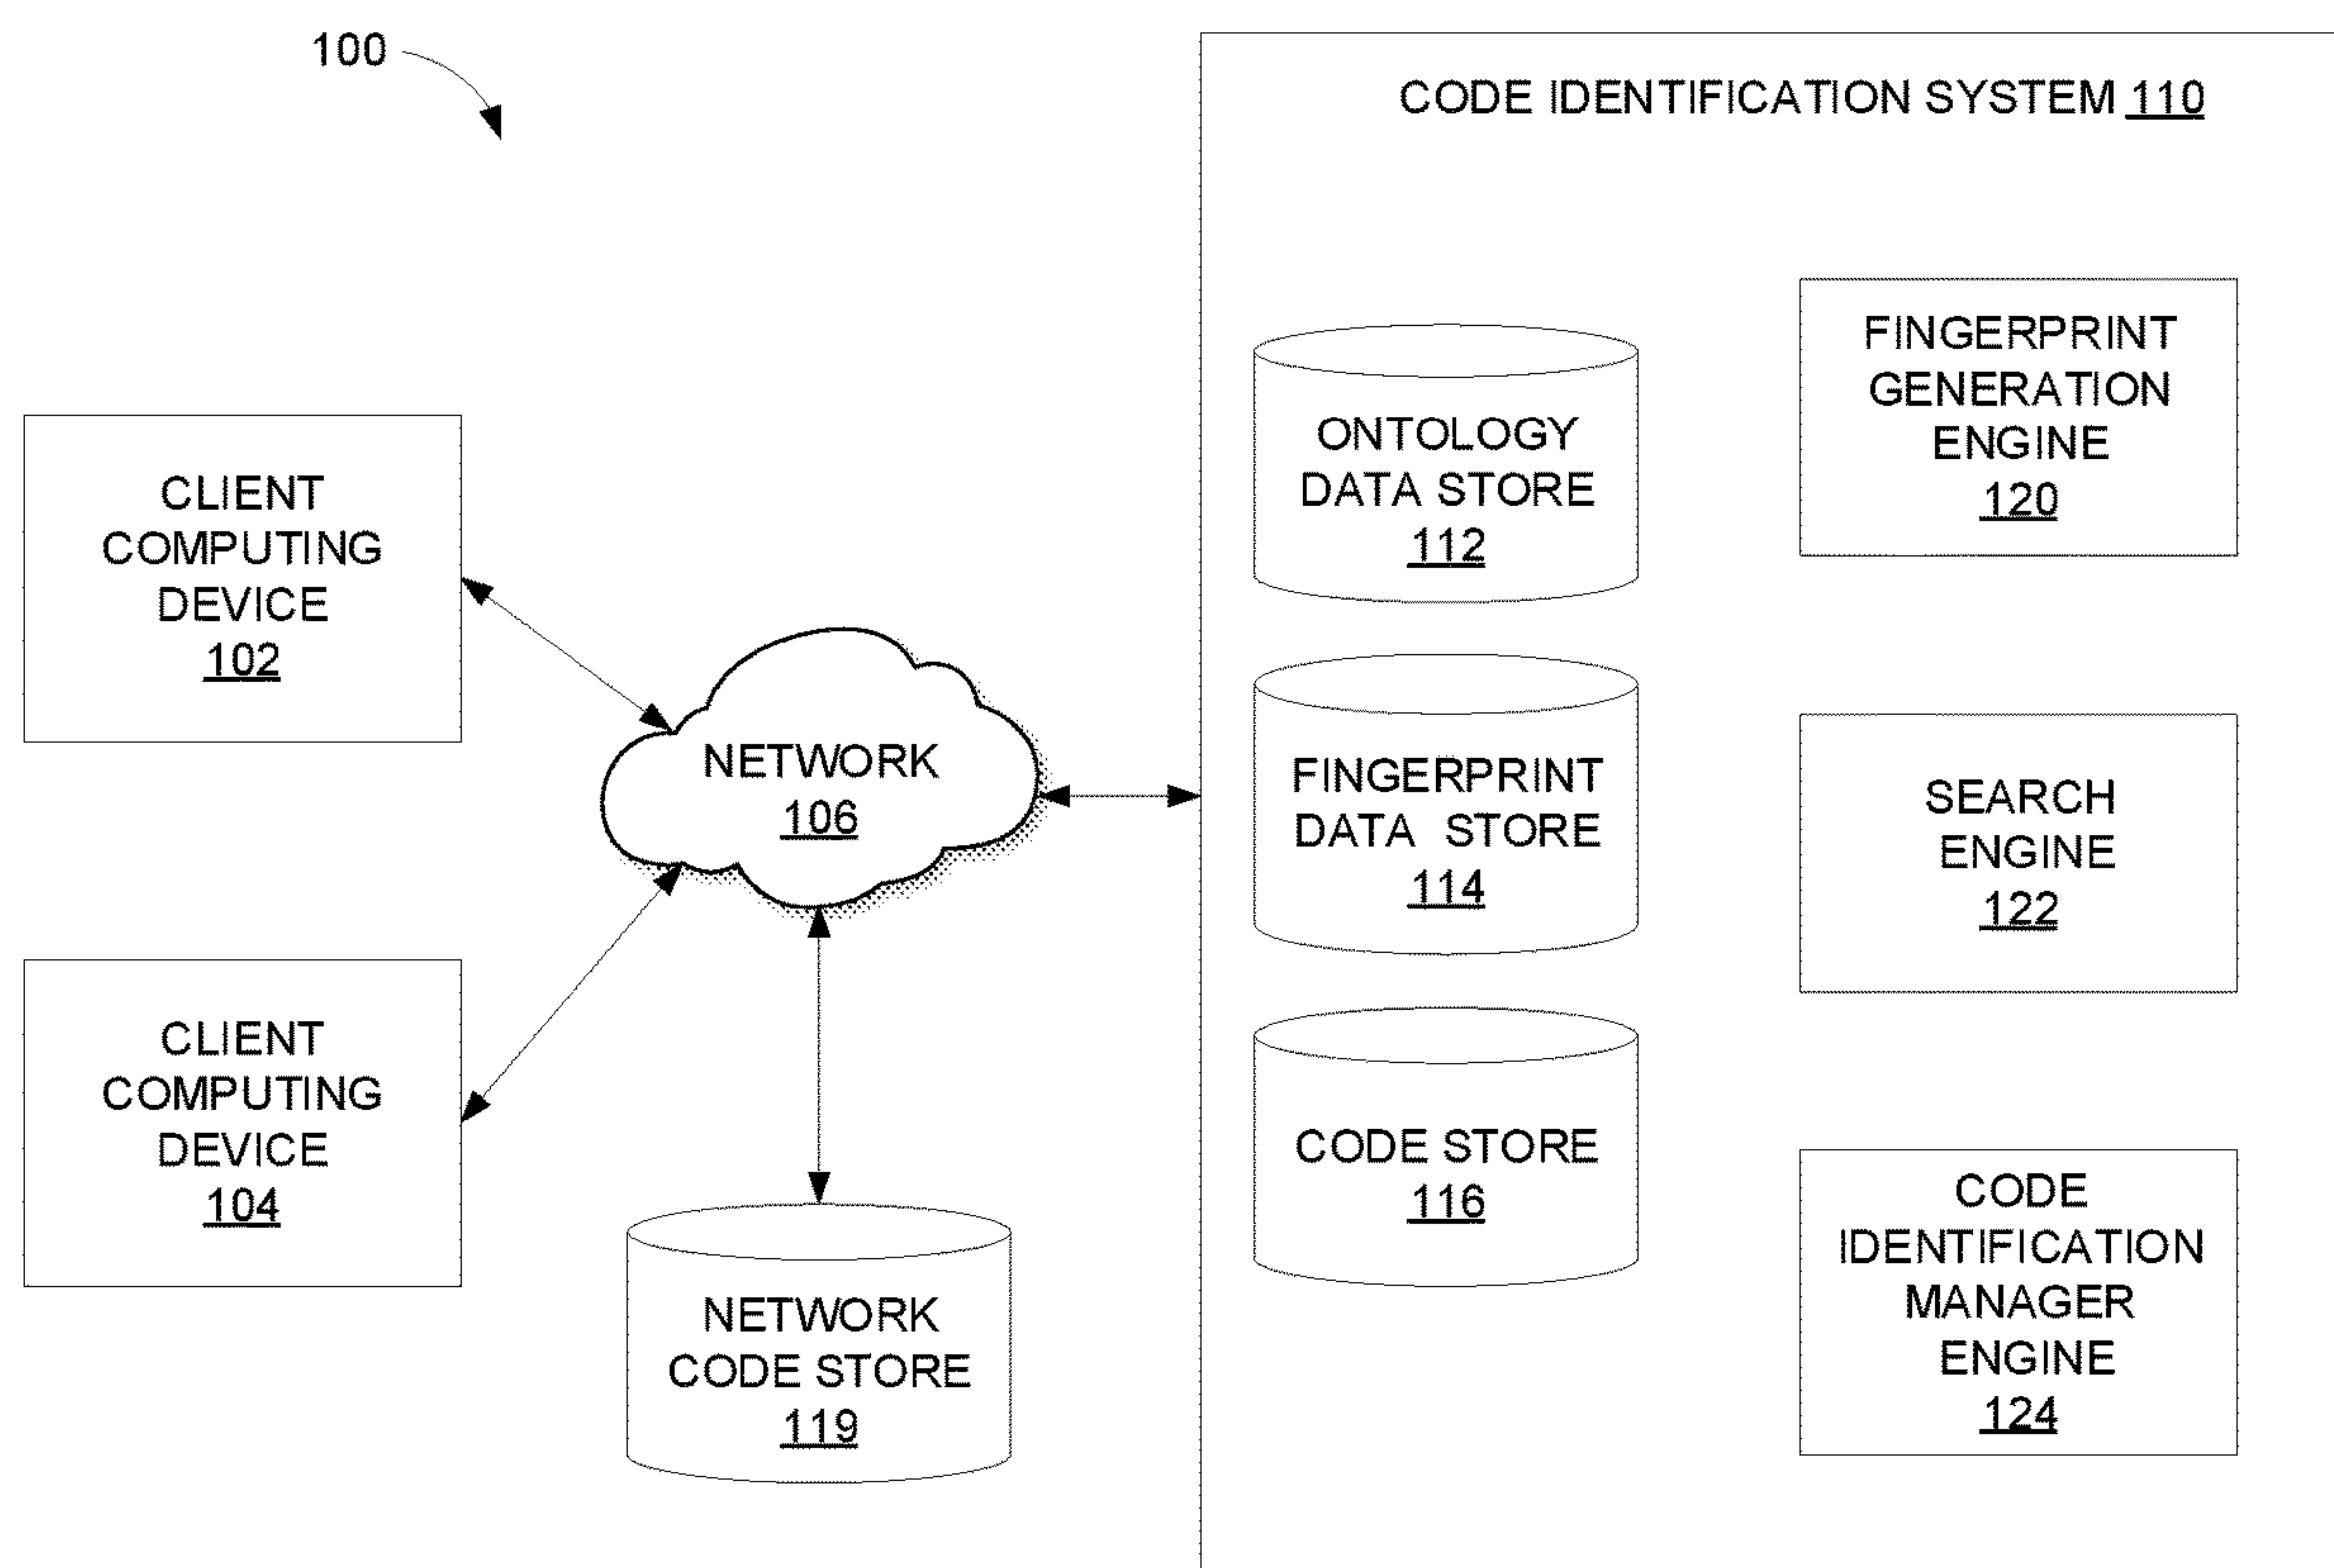 100
CODE IDENTIFICATION SYSTEM 110
CLIENT
COMPUTING
DEVICE
102
CLIENT
COMPUTING
DEVICE
104
NETWORK
106
NETWORK
CODE STORE
119
ONTOLOGY
DATA STORE
112
FINGERPRINT
DATA STORE
114
CODE STORE
116
FINGERPRINT
GENERATION
ENGINE
120
SEARCH
ENGINE
122
CODE
IDENTIFICATION
MANAGER
ENGINE
124